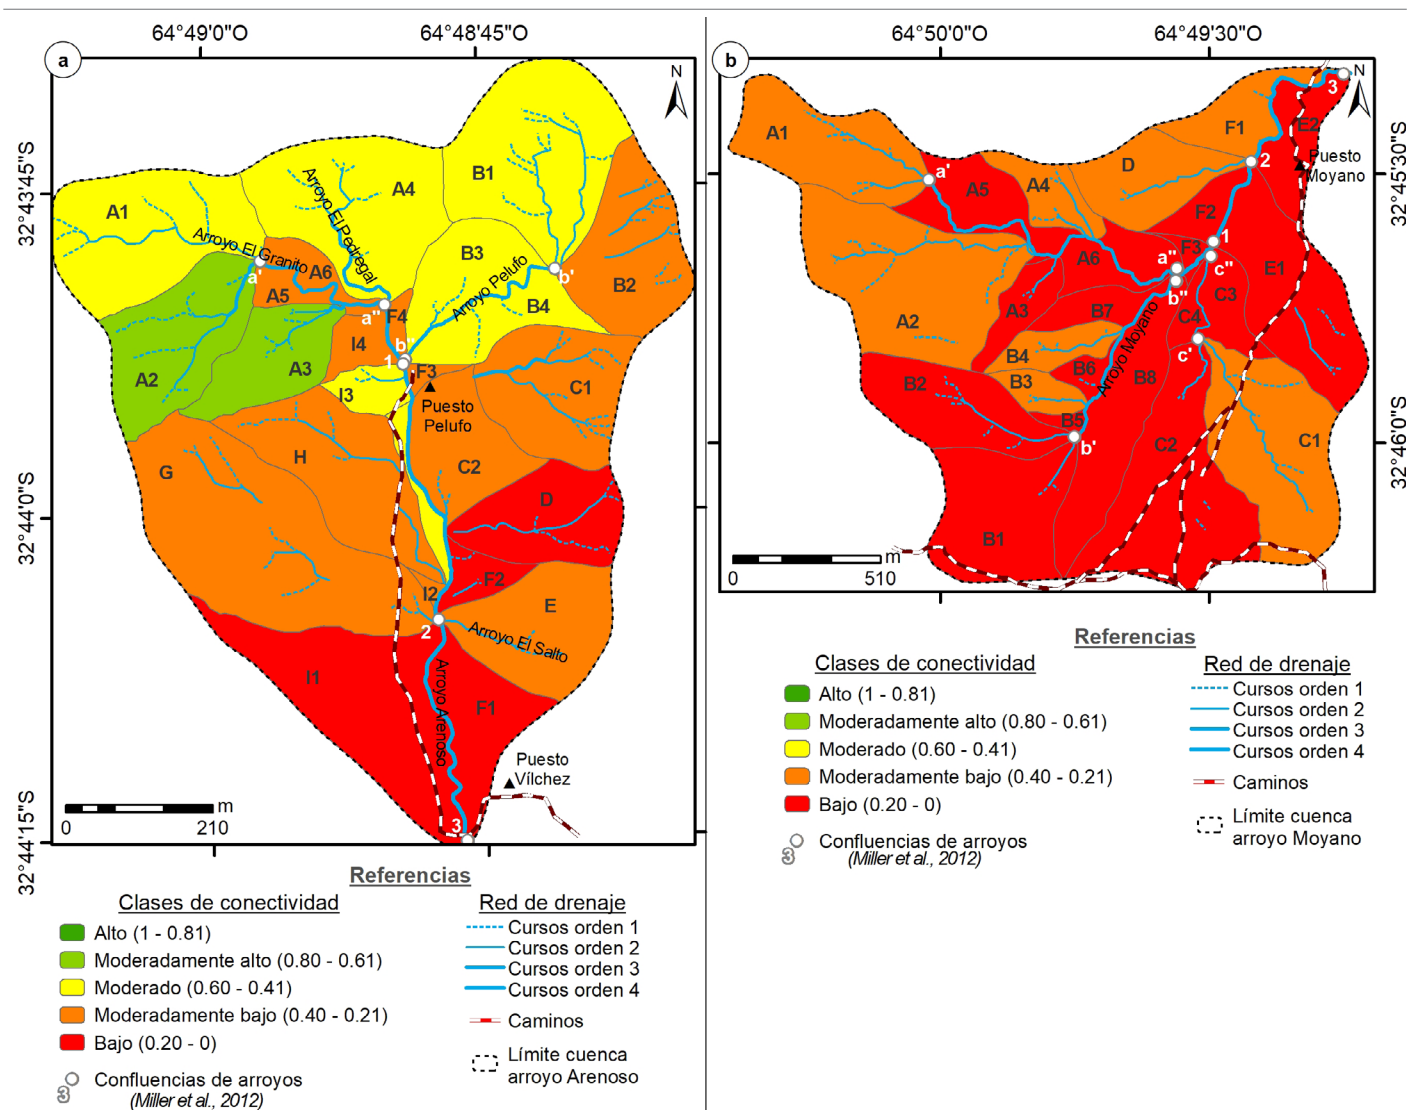 a
64°49'0"O
64°48'45"O
N
32°43'45"S
32°44'0"S
32°44'15"S
A1
A4
B1
B3
B2
B4
A6
A5
A2
A3
F4
I4
I3
F3
C1
C2
G
H
D
F2
I2
E
I1
F1
Arroyo El Granito
Arroyo El Pedregal
Arroyo Pelufo
Arroyo El Salto
Arroyo Arenoso
a'
a''
b'
b''
1
2
3
Puesto
Pelufo
Puesto
Vílchez
m
0
210
Referencias
Clases de conectividad
Alto (1 - 0.81)
Moderadamente alto (0.80 - 0.61)
Moderado (0.60 - 0.41)
Moderadamente bajo (0.40 - 0.21)
Bajo (0.20 - 0)
3
Confluencias de arroyos
(Miller et al., 2012)
Red de drenaje
Cursos orden 1
Cursos orden 2
Cursos orden 3
Cursos orden 4
Caminos
Límite cuenca
arroyo Arenoso
b
64°50'0"O
64°49'30"O
N
32°45'30"S
32°46'0"S
A1
A5
A4
D
F1
E2
F2
F3
A6
A2
A3
B7
C3
E1
C4
B4
B3
B6
B8
B2
B5
C2
C1
B1
Arroyo Moyano
a'
a''
b'
b''
c'
c''
1
2
3
Puesto
Moyano
m
0
510
Referencias
Clases de conectividad
Alto (1 - 0.81)
Moderadamente alto (0.80 - 0.61)
Moderado (0.60 - 0.41)
Moderadamente bajo (0.40 - 0.21)
Bajo (0.20 - 0)
3
Confluencias de arroyos
(Miller et al., 2012)
Red de drenaje
Cursos orden 1
Cursos orden 2
Cursos orden 3
Cursos orden 4
Caminos
Límite cuenca
arroyo Moyano